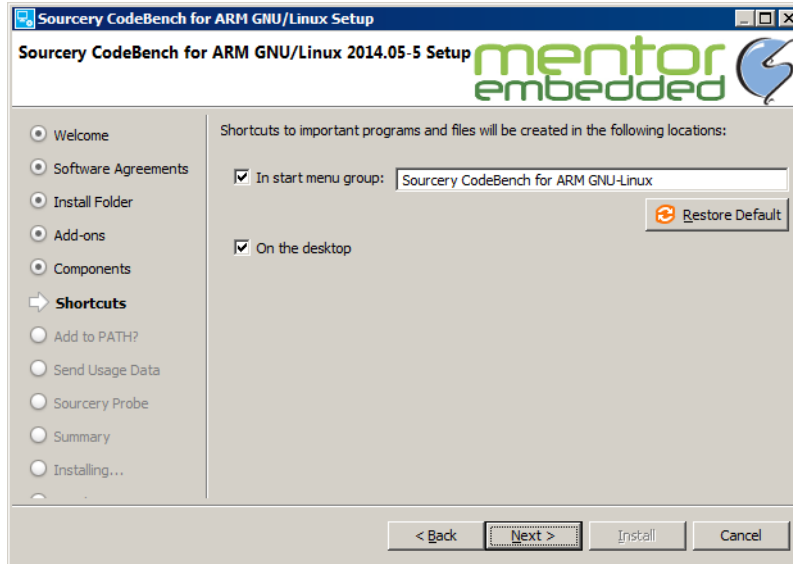 Sourcery CodeBench for ARM GNU/Linux Setup
Sourcery CodeBench for ARM GNU/Linux 2014.05-5 Setup
mentor
embedded
Welcome
Software Agreements
Install Folder
Add-ons
Components
Shortcuts
Add to PATH?
Send Usage Data
Sourcery Probe
Summary
Installing...
Shortcuts to important programs and files will be created in the following locations:
In start menu group: Sourcery CodeBench for ARM GNU-Linux
Restore Default
On the desktop
< Back Next > Install Cancel